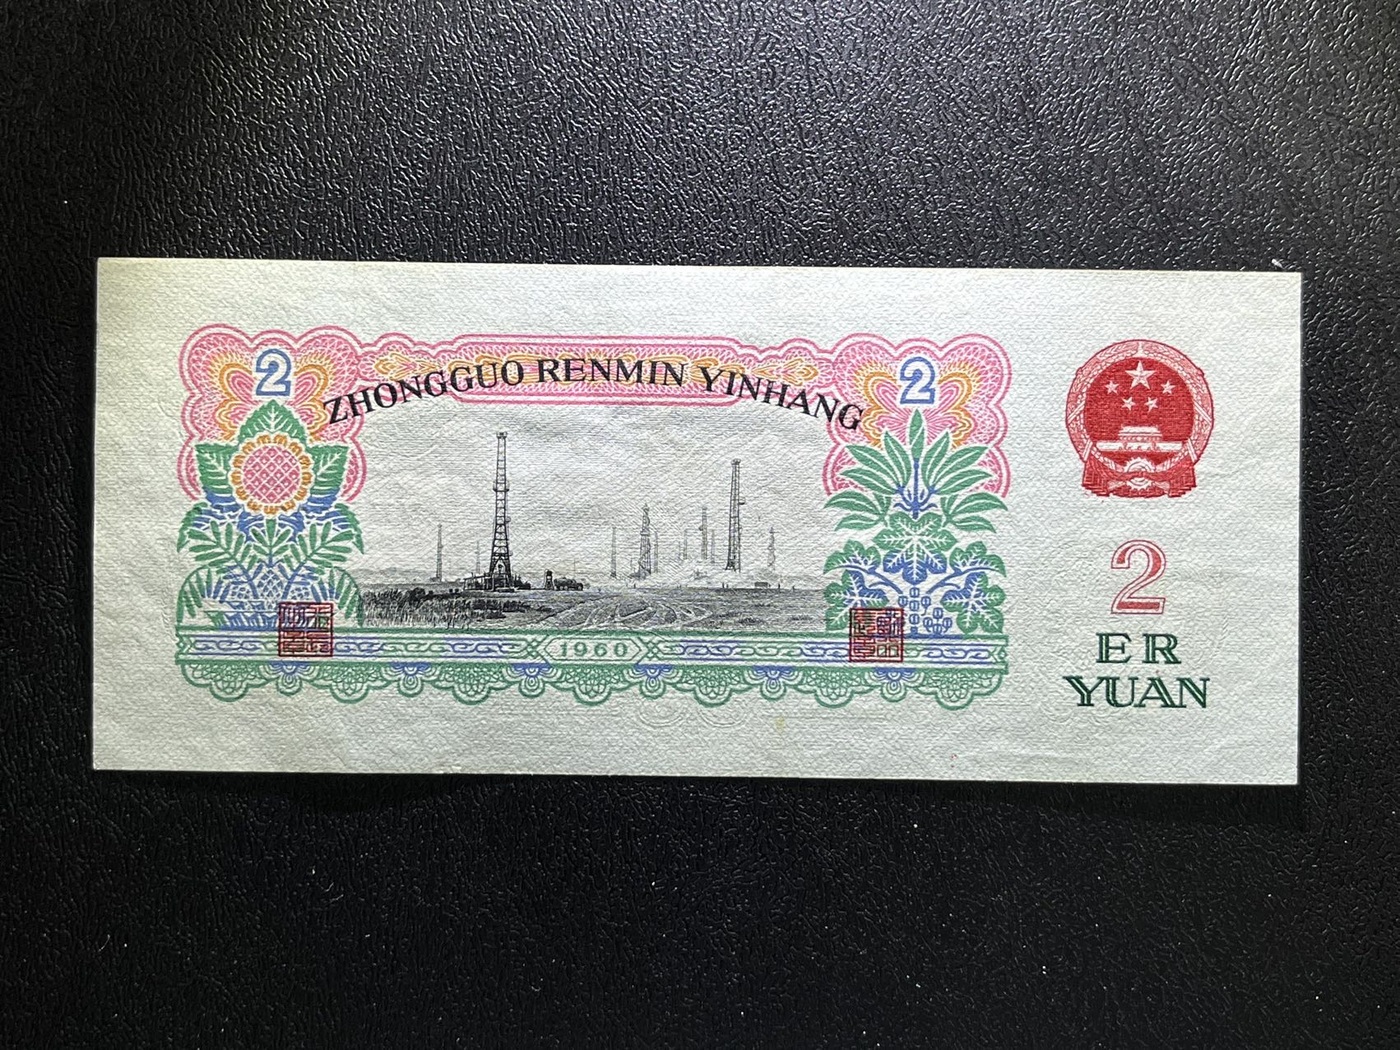 2
ZHONGGUO RENMIN YINHANG
2
1960
2
ER
YUAN